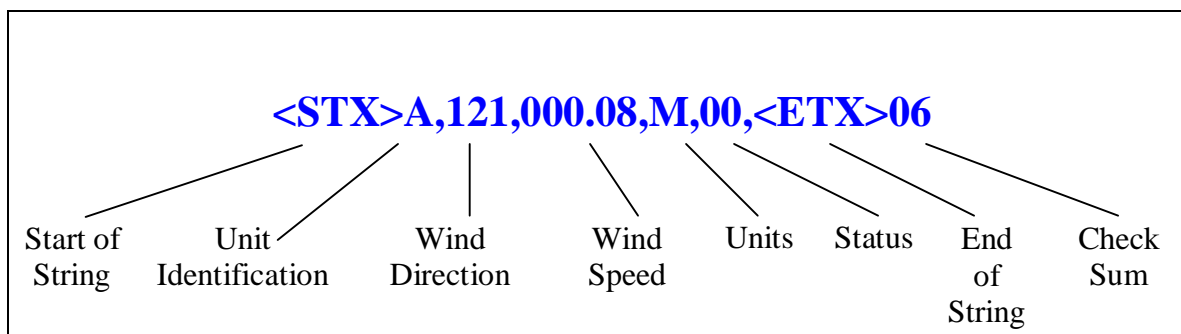 <STX>A,121,000.08,M,00,<ETX>06
Start of String
Unit Identification
Wind Direction
Wind Speed
Units
Status
End of String
Check Sum